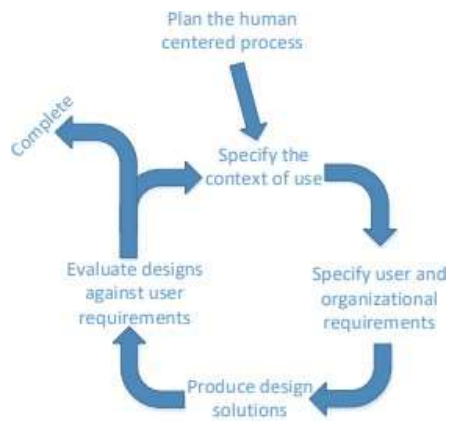 Plan the human
centered process
Complete
Specify the
context of use
Specify user and
organizational
requirements
Produce design
solutions
Evaluate designs
against user
requirements